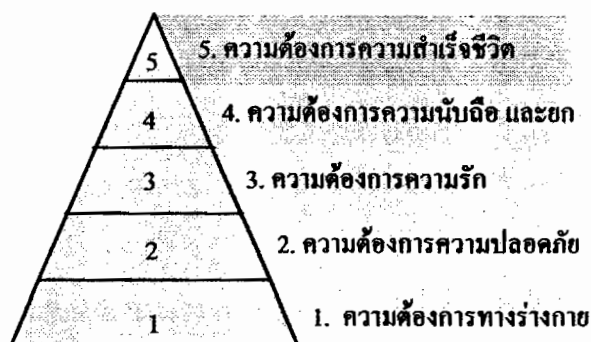 5 5. ความต้องการความสำเร็จชีวิต
4 4. ความต้องการความนับถือ และยก
3 3. ความต้องการความรัก
2 2. ความต้องการความปลอดภัย
1 1. ความต้องการทางร่างกาย